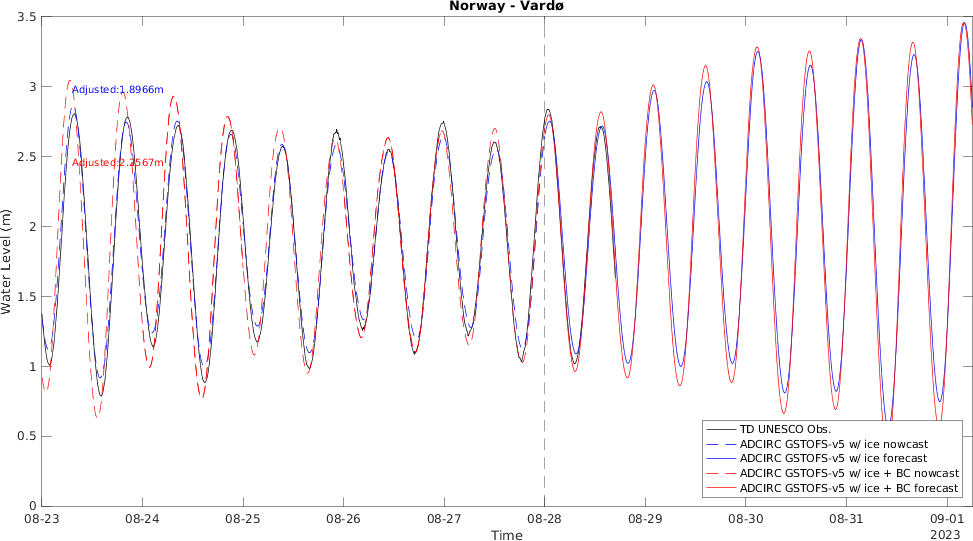 Norway - Vardø
3.5
3
2.5
2
1.5
1
0.5
0
Water Level (m)
Adjusted:1.8966m
Adjusted:2.2567m
TD UNESCO Obs.
ADCIRC GSTOFS-v5 w/ ice nowcast
ADCIRC GSTOFS-v5 w/ ice forecast
ADCIRC GSTOFS-v5 w/ ice + BC nowcast
ADCIRC GSTOFS-v5 w/ ice + BC forecast
08-23 08-24 08-25 08-26 08-27 08-28 08-29 08-30 08-31 09-01
2023
Time